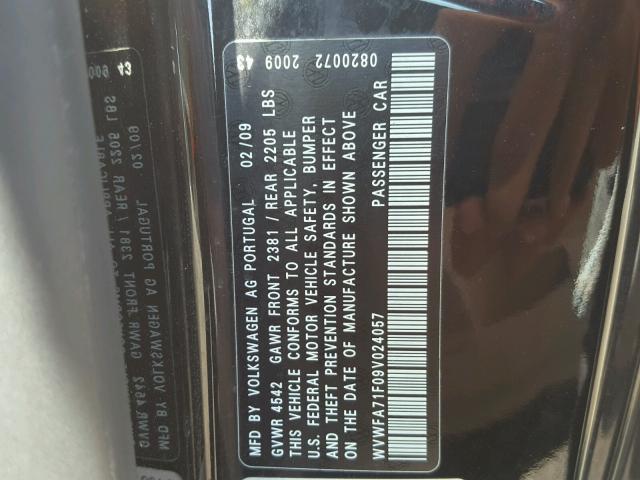 MFD BY VOLKSWAGEN AG PORTUGAL 02/09 2009 43
GVWR 4542 GAWR FRONT 2381 / REAR 2205 LBS 0820072
THIS VEHICLE CONFORMS TO ALL APPLICABLE
U.S. FEDERAL MOTOR VEHICLE SAFETY, BUMPER
AND THEFT PREVENTION STANDARDS IN EFFECT
ON THE DATE OF MANUFACTURE SHOWN ABOVE
WVWFA71F09V024057 PASSENGER CAR